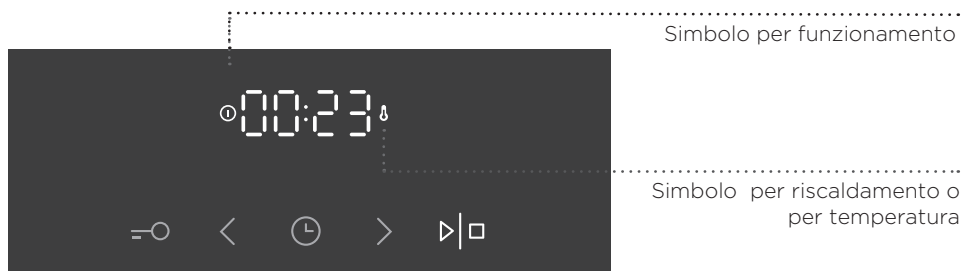 Simbolo per funzionamento
00:23
Simbolo per riscaldamento o
per temperatura